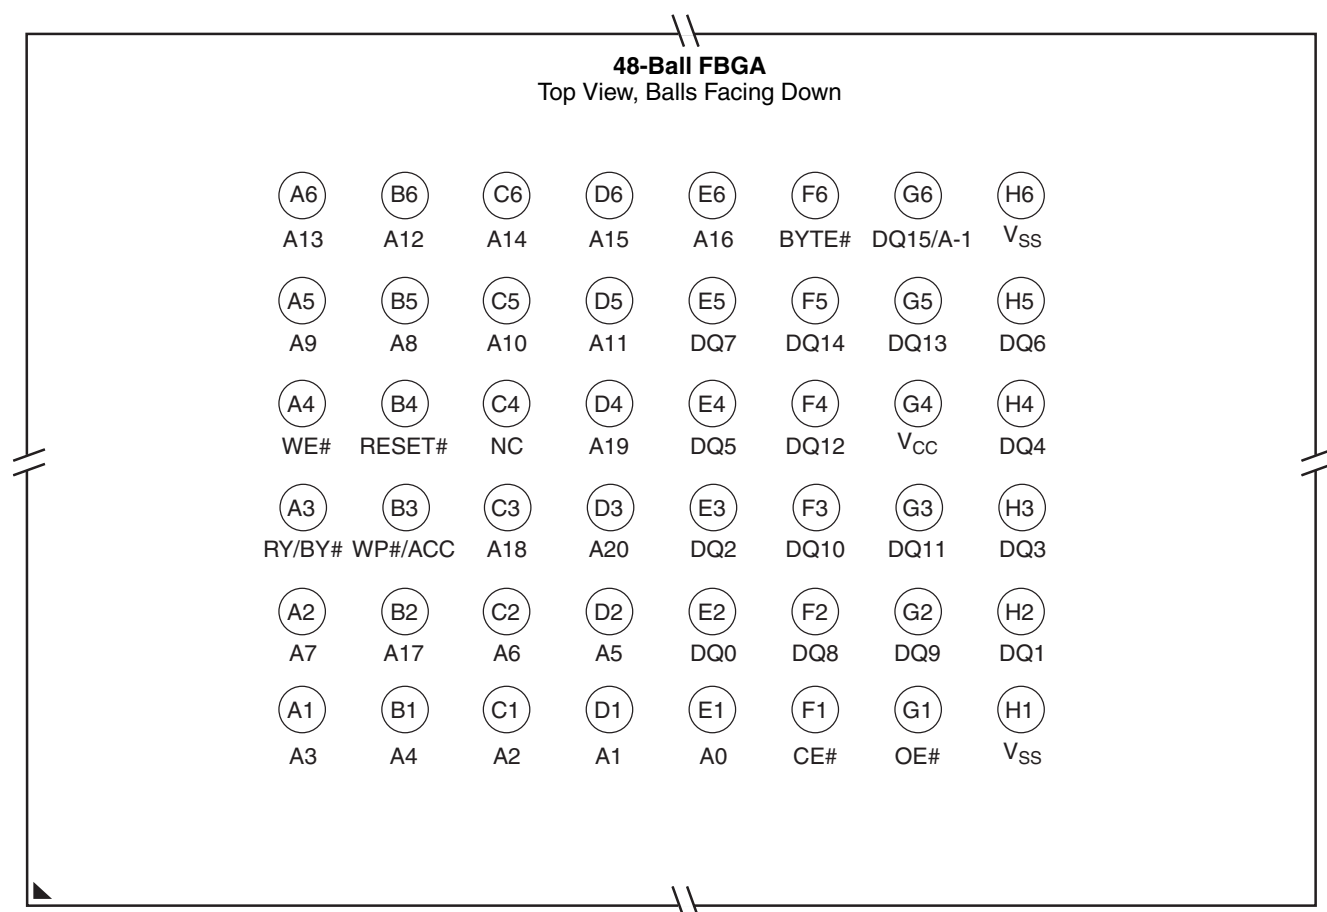 48-Ball FBGA
Top View, Balls Facing Down
A6 B6 C6 D6 E6 F6 G6 H6
A13 A12 A14 A15 A16 BYTE# DQ15/A-1 VSS
A5 B5 C5 D5 E5 F5 G5 H5
A9 A8 A10 A11 DQ7 DQ14 DQ13 DQ6
A4 B4 C4 D4 E4 F4 G4 H4
WE# RESET# NC A19 DQ5 DQ12 VCC DQ4
A3 B3 C3 D3 E3 F3 G3 H3
RY/BY# WP#/ACC A18 A20 DQ2 DQ10 DQ11 DQ3
A2 B2 C2 D2 E2 F2 G2 H2
A7 A17 A6 A5 DQ0 DQ8 DQ9 DQ1
A1 B1 C1 D1 E1 F1 G1 H1
A3 A4 A2 A1 A0 CE# OE# VSS